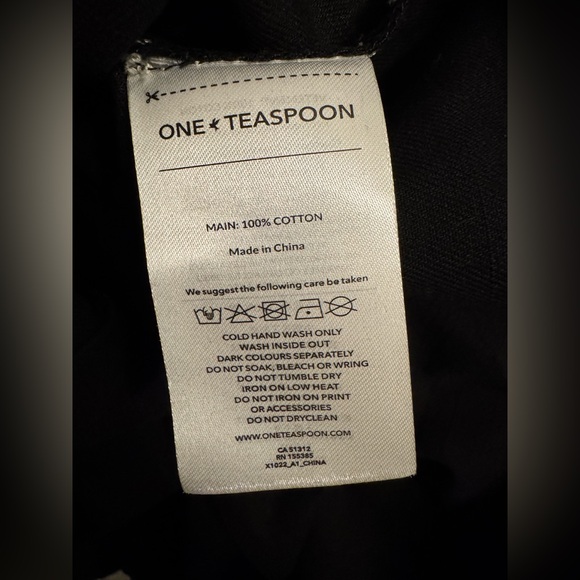 ONE TEASPOON
MAIN: 100% COTTON
Made in China
We suggest the following care be taken
COLD HAND WASH ONLY
WASH INSIDE OUT
DARK COLOURS SEPARATELY
DO NOT SOAK, BLEACH OR WRING
DO NOT TUMBLE DRY
IRON ON LOW HEAT
DO NOT IRON ON PRINT
OR ACCESSORIES
DO NOT DRYCLEAN
WWW.ONETEASPOON.COM
CA 51312
RN 155385
X1022_A1_CHINA